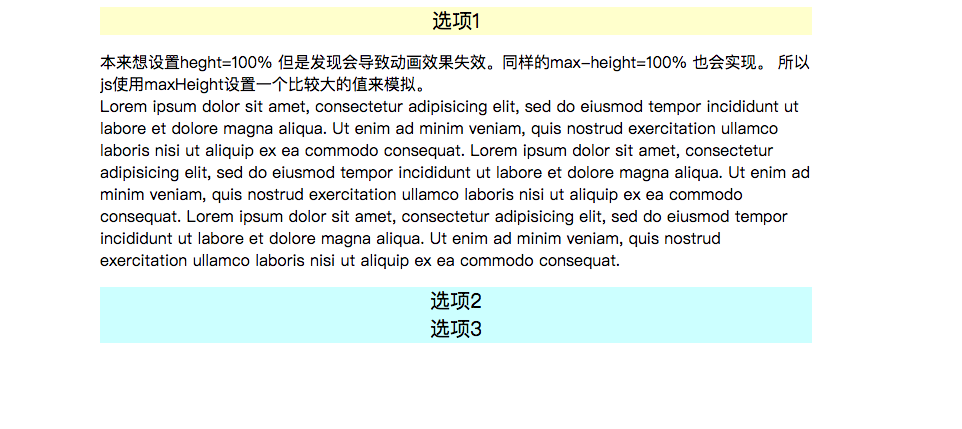 选项1
本来想设置heght=100% 但是发现会导致动画效果失效。同样的max-height=100% 也会实现。 所以
js使用maxHeight设置一个比较大的值来模拟。
Lorem ipsum dolor sit amet, consectetur adipisicing elit, sed do eiusmod tempor incididunt ut
labore et dolore magna aliqua. Ut enim ad minim veniam, quis nostrud exercitation ullamco
laboris nisi ut aliquip ex ea commodo consequat. Lorem ipsum dolor sit amet, consectetur
adipisicing elit, sed do eiusmod tempor incididunt ut labore et dolore magna aliqua. Ut enim ad
minim veniam, quis nostrud exercitation ullamco laboris nisi ut aliquip ex ea commodo
consequat. Lorem ipsum dolor sit amet, consectetur adipisicing elit, sed do eiusmod tempor
incididunt ut labore et dolore magna aliqua. Ut enim ad minim veniam, quis nostrud
exercitation ullamco laboris nisi ut aliquip ex ea commodo consequat.
选项2
选项3